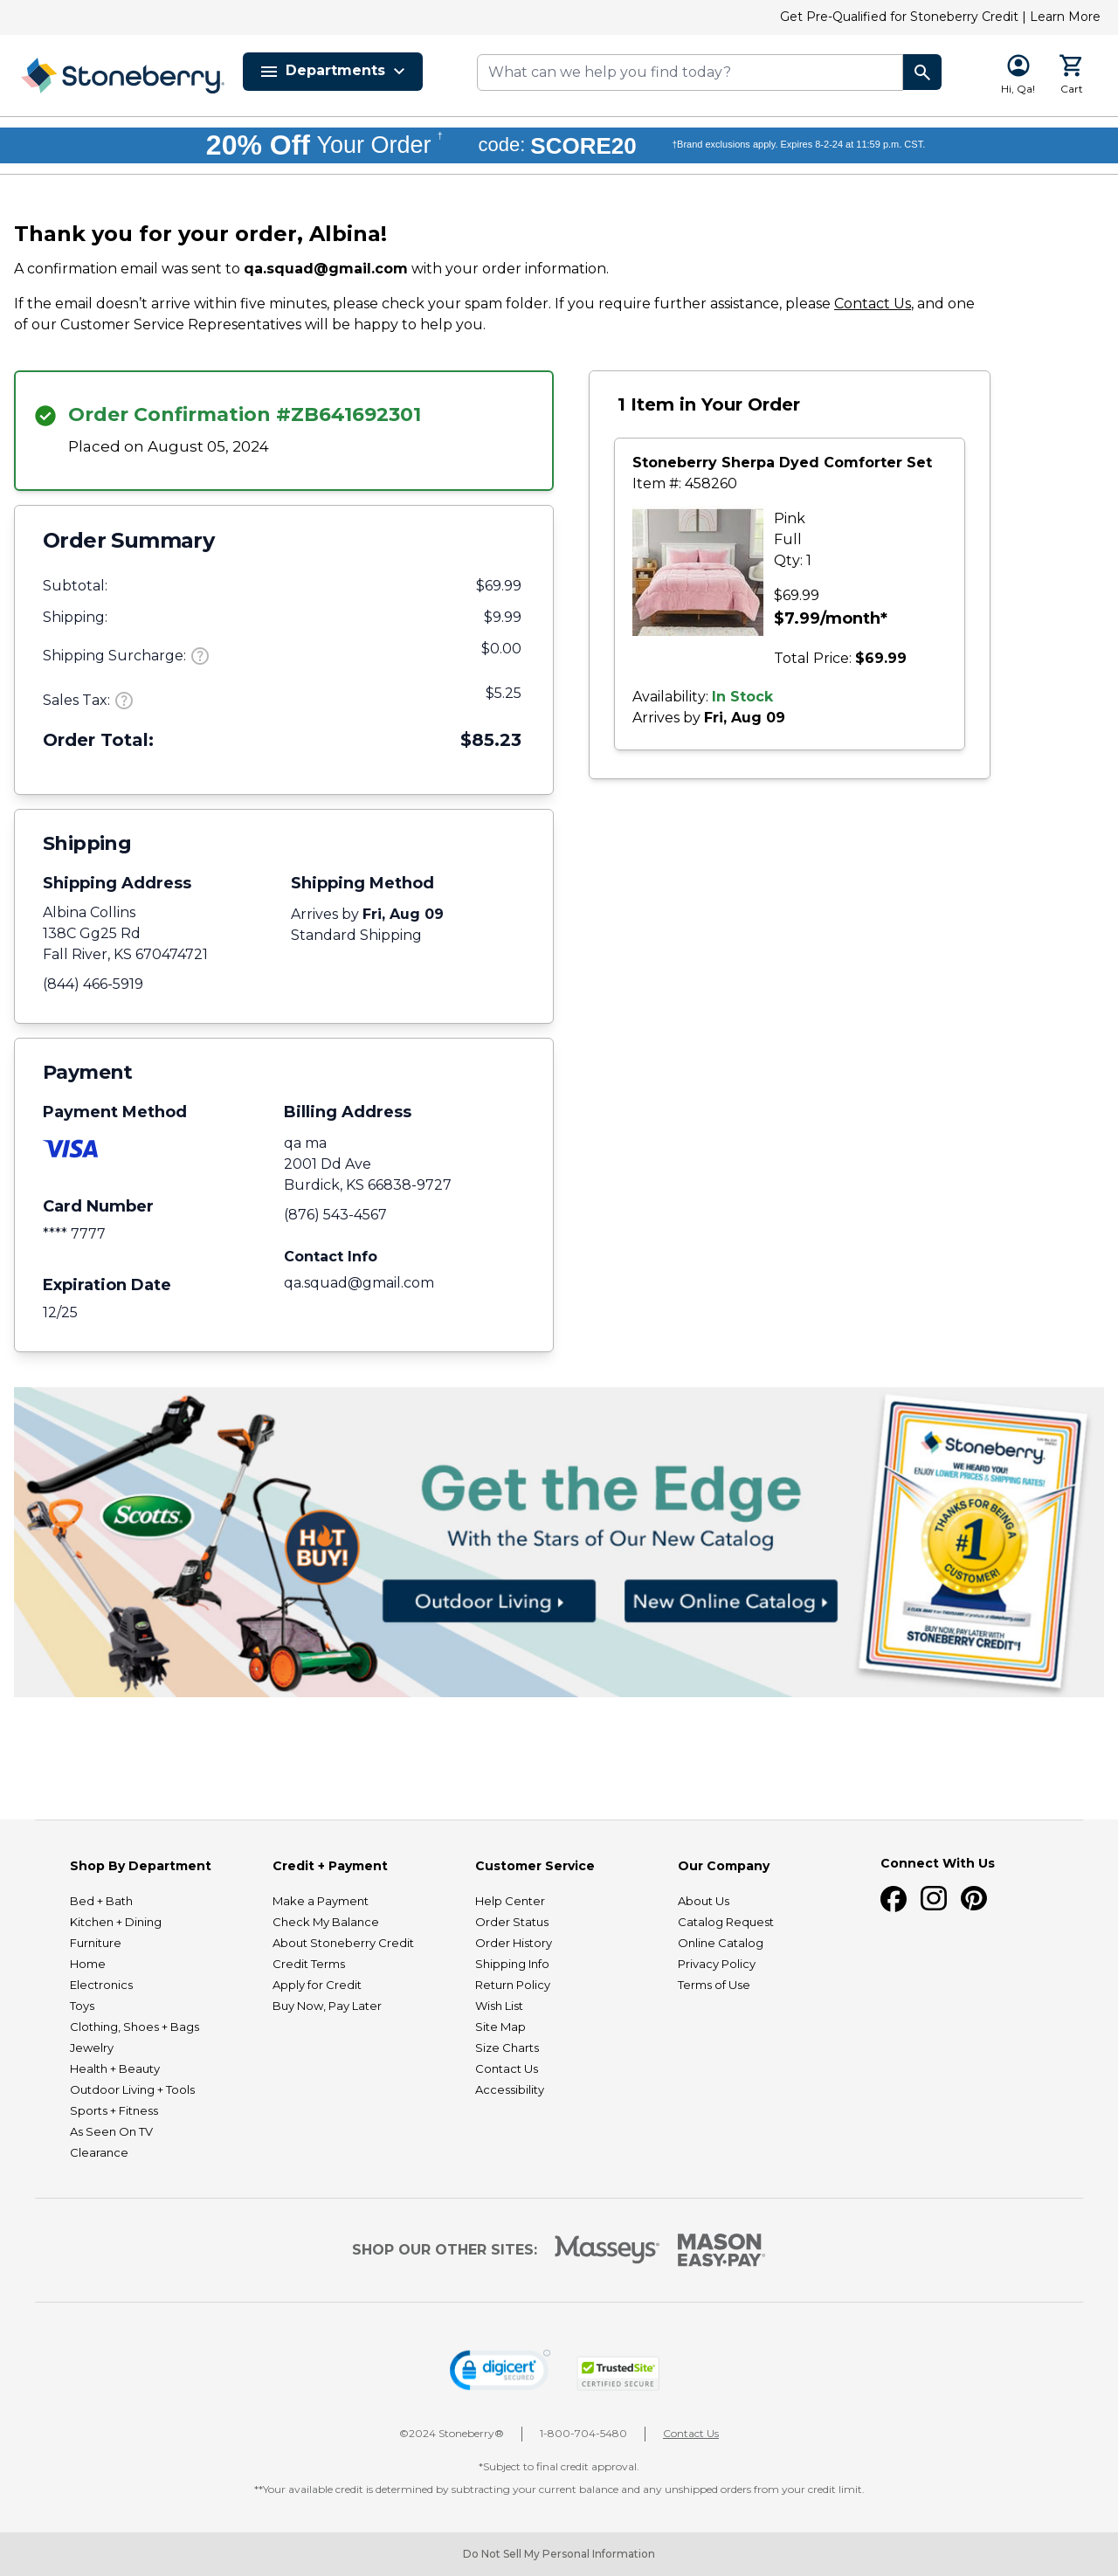 Get Pre-Qualified for Stoneberry Credit | Learn More
Stoneberry
Departments
What can we help you find today?
Hi, Qa!
Cart
20% Off Your Order † code: SCORE20 †Brand exclusions apply. Expires 8-2-24 at 11:59 p.m. CST.
Thank you for your order, Albina!
A confirmation email was sent to qa.squad@gmail.com with your order information.
If the email doesn’t arrive within five minutes, please check your spam folder. If you require further assistance, please Contact Us, and one
of our Customer Service Representatives will be happy to help you.
Order Confirmation #ZB641692301
Placed on August 05, 2024
Order Summary
Subtotal: $69.99
Shipping: $9.99
Shipping Surcharge: ? $0.00
Sales Tax: ? $5.25
Order Total: $85.23
Shipping
Shipping Address
Albina Collins
138C Gg25 Rd
Fall River, KS 670474721
(844) 466-5919
Shipping Method
Arrives by Fri, Aug 09
Standard Shipping
Payment
Payment Method
VISA
Card Number
**** 7777
Expiration Date
12/25
Billing Address
qa ma
2001 Dd Ave
Burdick, KS 66838-9727
(876) 543-4567
Contact Info
qa.squad@gmail.com
1 Item in Your Order
Stoneberry Sherpa Dyed Comforter Set
Item #: 458260
Pink
Full
Qty: 1
$69.99
$7.99/month*
Total Price: $69.99
Availability: In Stock
Arrives by Fri, Aug 09
Scotts
HOT
BUY!
Get the Edge
With the Stars of Our New Catalog
Outdoor Living
New Online Catalog
Stoneberry
WE HEARD YOU!
ENJOY LOWER PRICES & SHIPPING RATES!
THANKS FOR BEING A
#1
CUSTOMER!
BUY NOW, PAY LATER WITH
STONEBERRY CREDIT*!
Shop By Department
Bed + Bath
Kitchen + Dining
Furniture
Home
Electronics
Toys
Clothing, Shoes + Bags
Jewelry
Health + Beauty
Outdoor Living + Tools
Sports + Fitness
As Seen On TV
Clearance
Credit + Payment
Make a Payment
Check My Balance
About Stoneberry Credit
Credit Terms
Apply for Credit
Buy Now, Pay Later
Customer Service
Help Center
Order Status
Order History
Shipping Info
Return Policy
Wish List
Site Map
Size Charts
Contact Us
Accessibility
Our Company
About Us
Catalog Request
Online Catalog
Privacy Policy
Terms of Use
Connect With Us
SHOP OUR OTHER SITES:
Masseys
MASON
EASY•PAY
digicert
SECURED
TrustedSite
CERTIFIED SECURE
©2024 Stoneberry® | 1-800-704-5480 | Contact Us
*Subject to final credit approval.
**Your available credit is determined by subtracting your current balance and any unshipped orders from your credit limit.
Do Not Sell My Personal Information